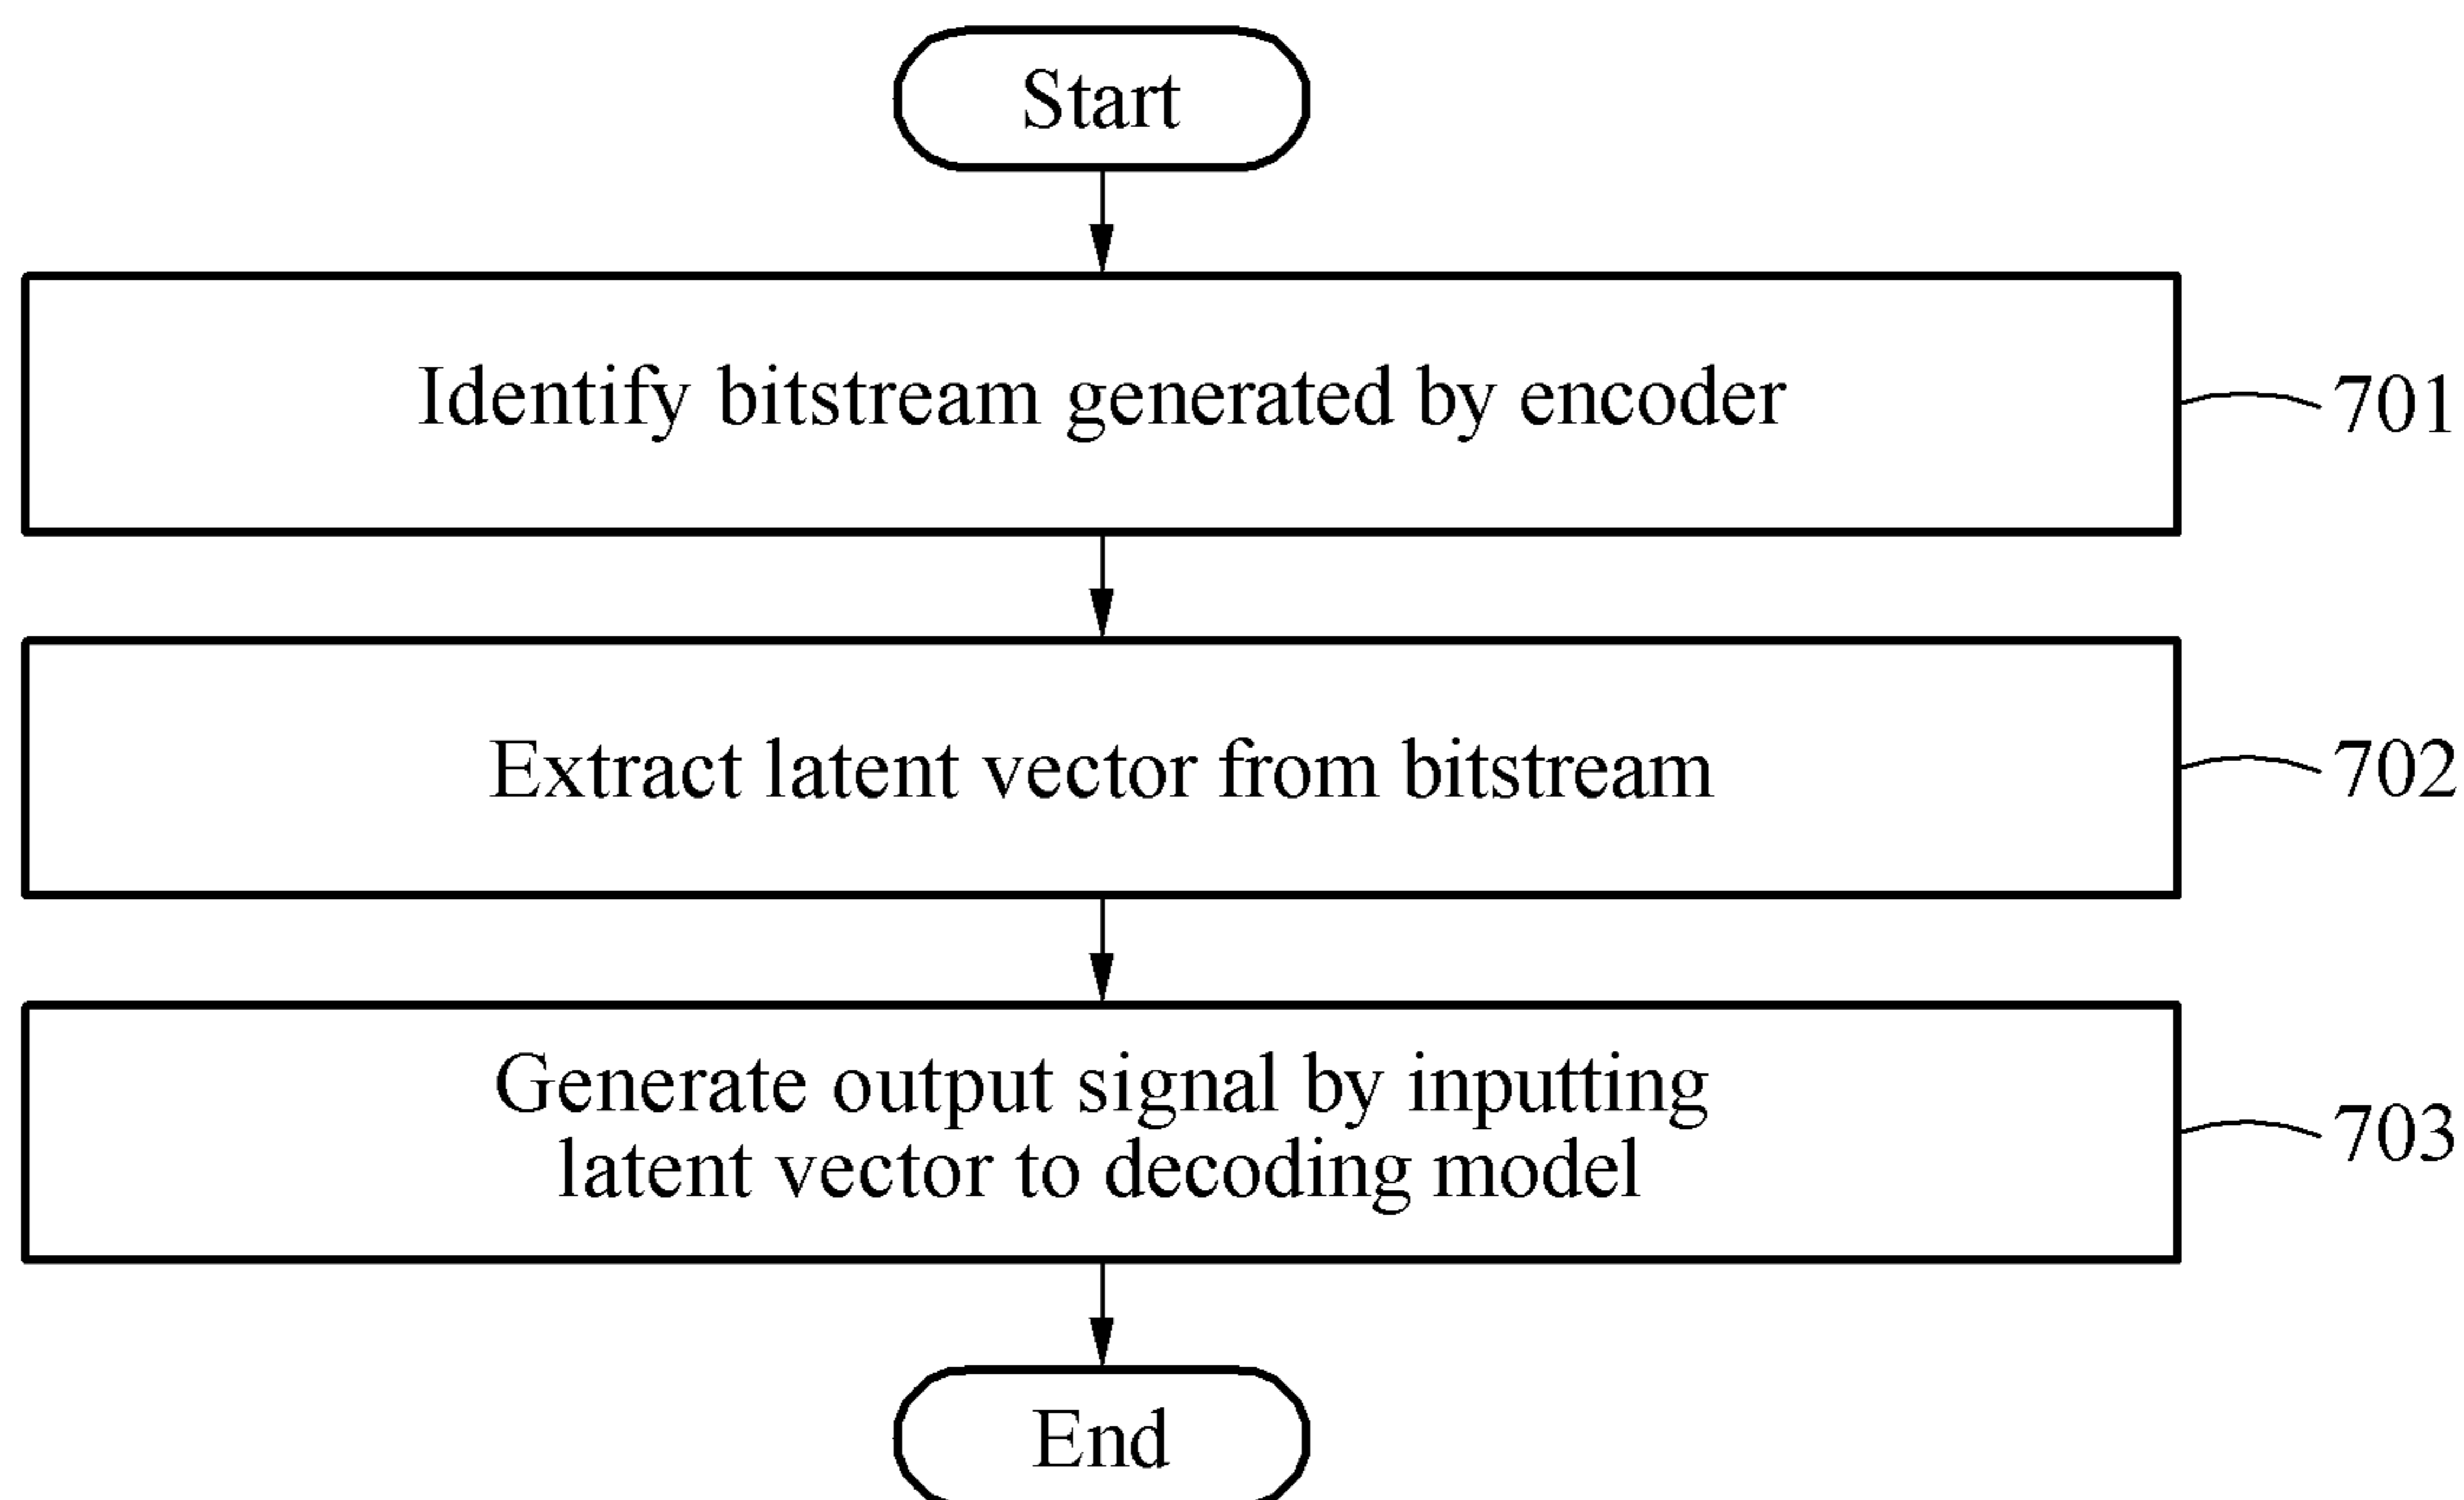 Start
Identify bitstream generated by encoder
701
Extract latent vector from bitstream
702
Generate output signal by inputting
latent vector to decoding model
703
End